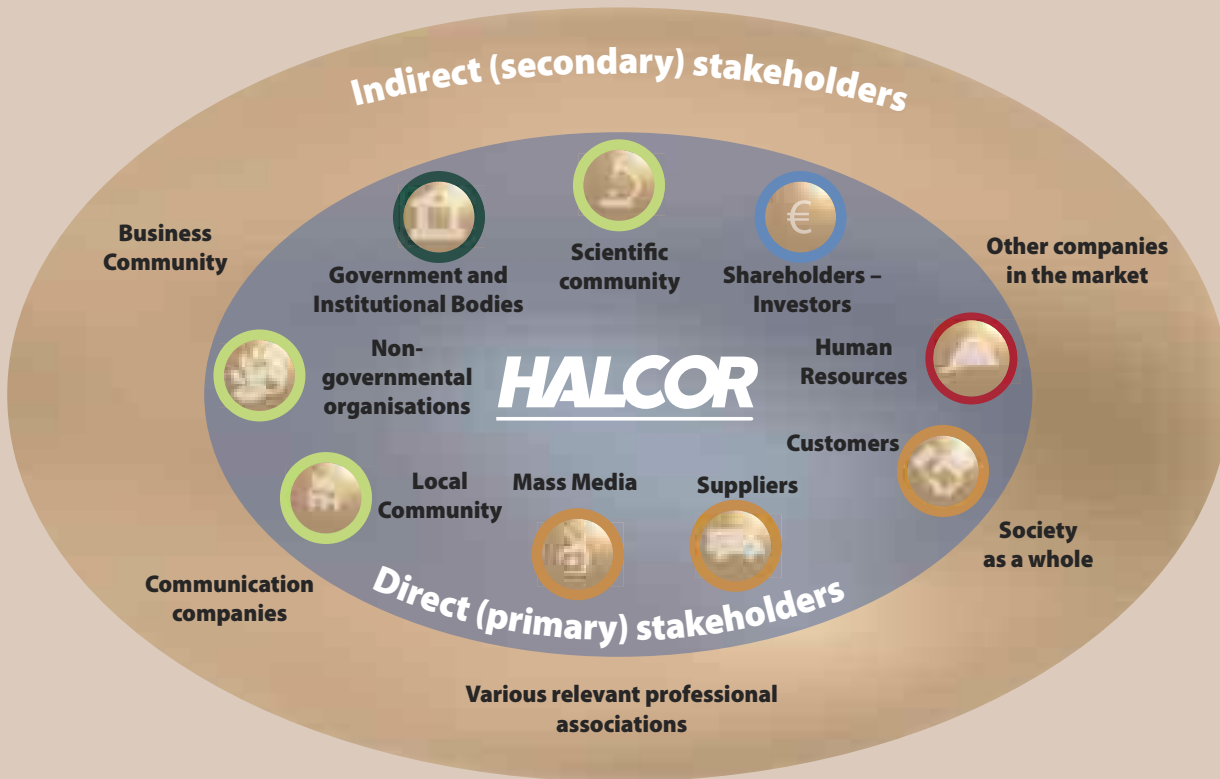 Indirect (secondary) stakeholders
Business
Community
Other companies
in the market
Government and
Institutional Bodies
Scientific
community
€
Shareholders –
Investors
Non-
governmental
organisations
HALCOR
Human
Resources
Customers
Local
Community
Mass Media
Suppliers
Society
as a whole
Direct (primary) stakeholders
Communication
companies
Various relevant professional
associations